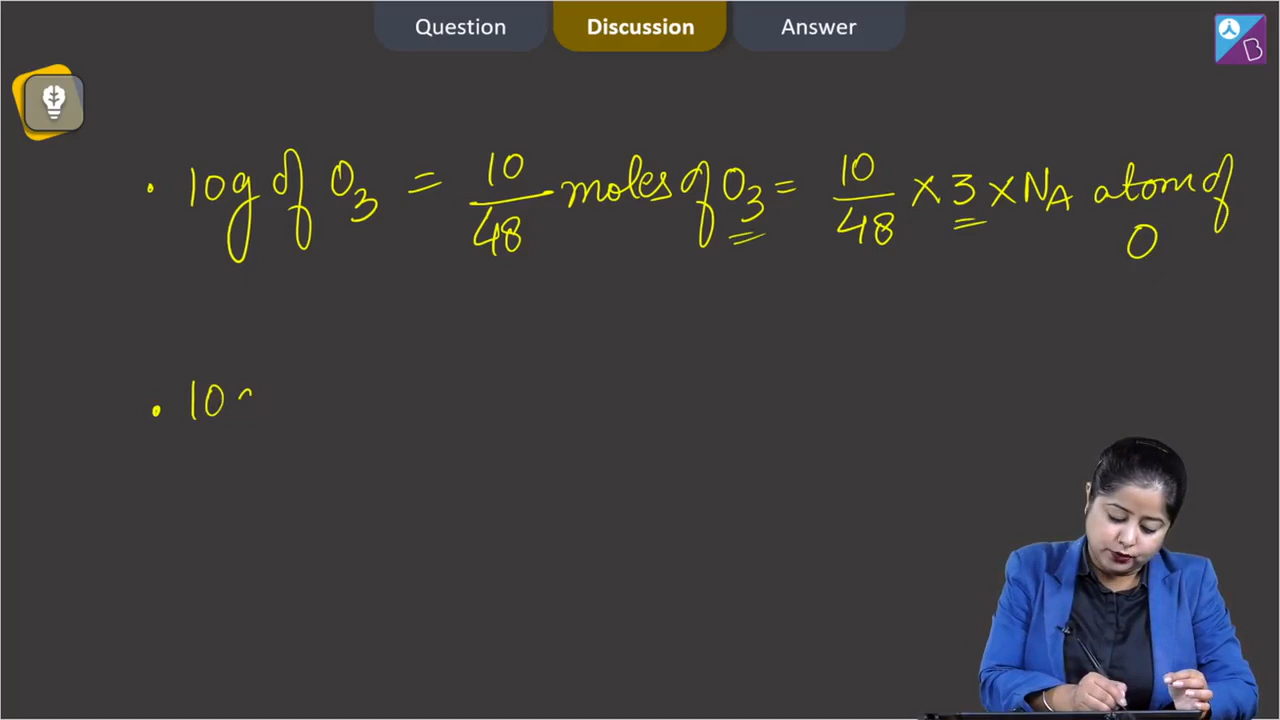 Question Discussion Answer
B
• 10g of O₃ = 10/48 moles of O₃ = 10/48 × 3 × NA atom of O
• 10